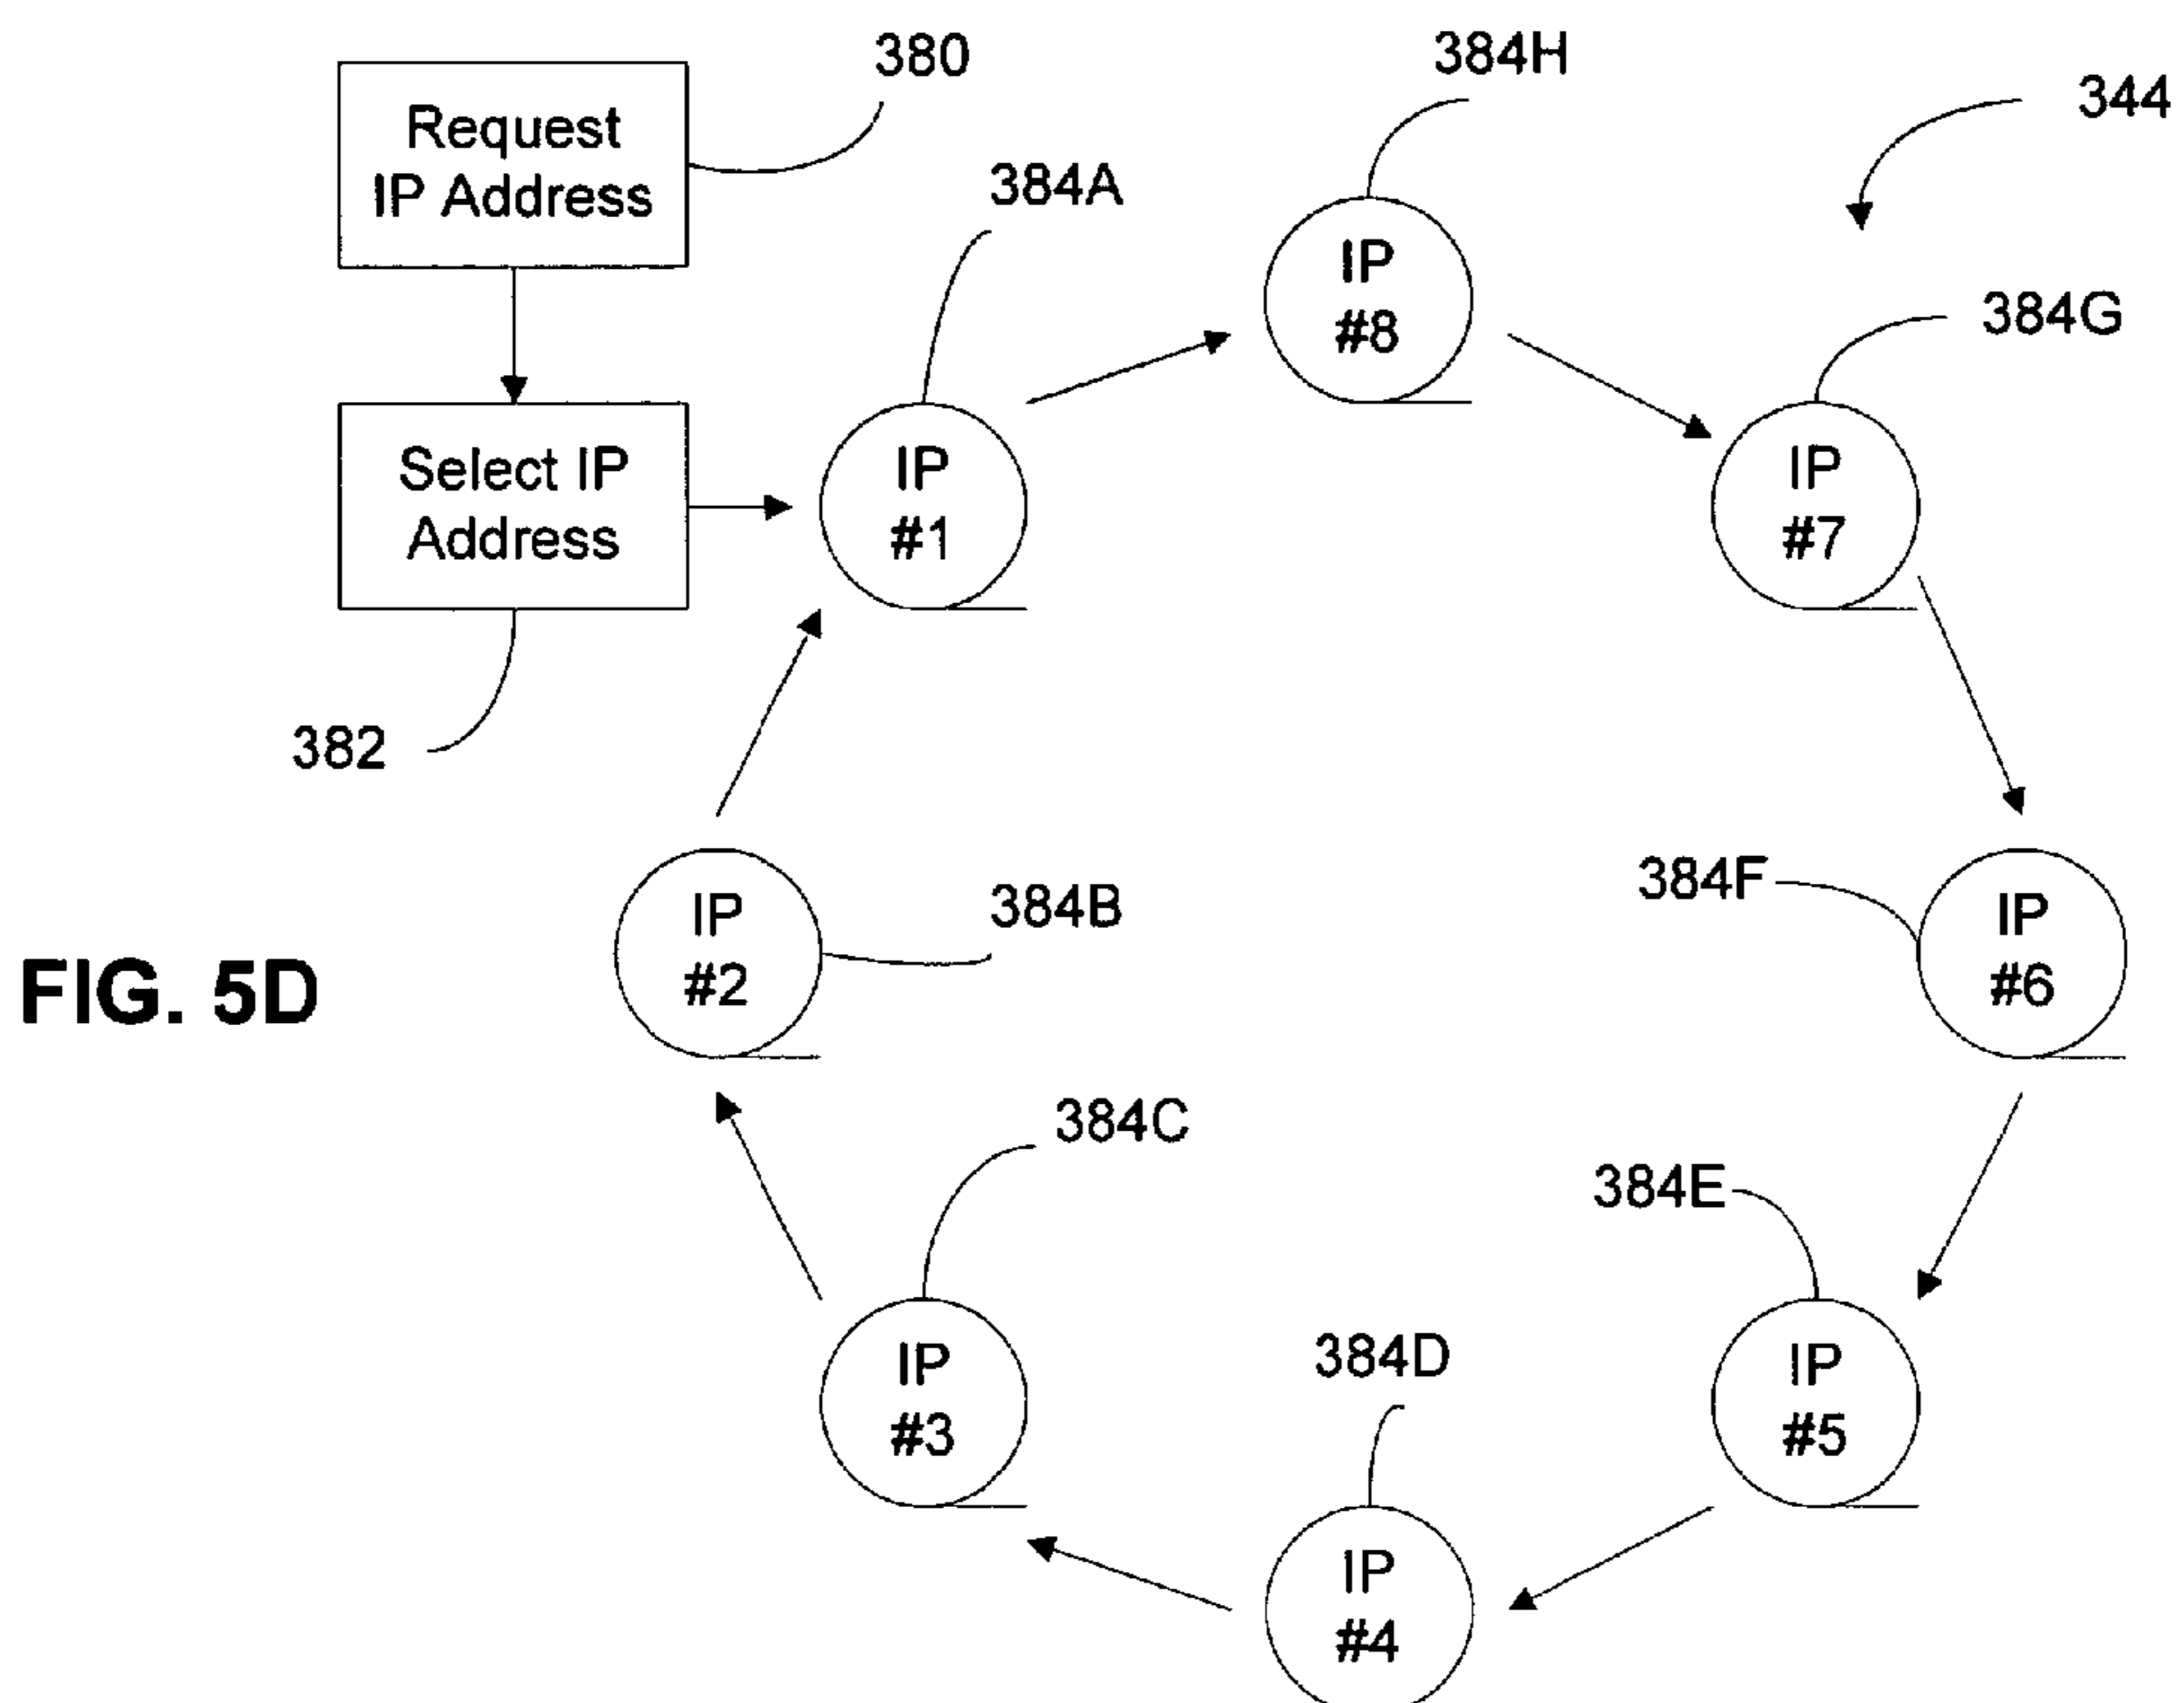 380
384H
344
Request
IP Address
384A
IP
#8
384G
Select IP
Address
IP
#1
IP
#7
382
384B
384F
IP
#2
IP
#6
FIG. 5D
384C
384E
IP
#3
384D
IP
#5
IP
#4